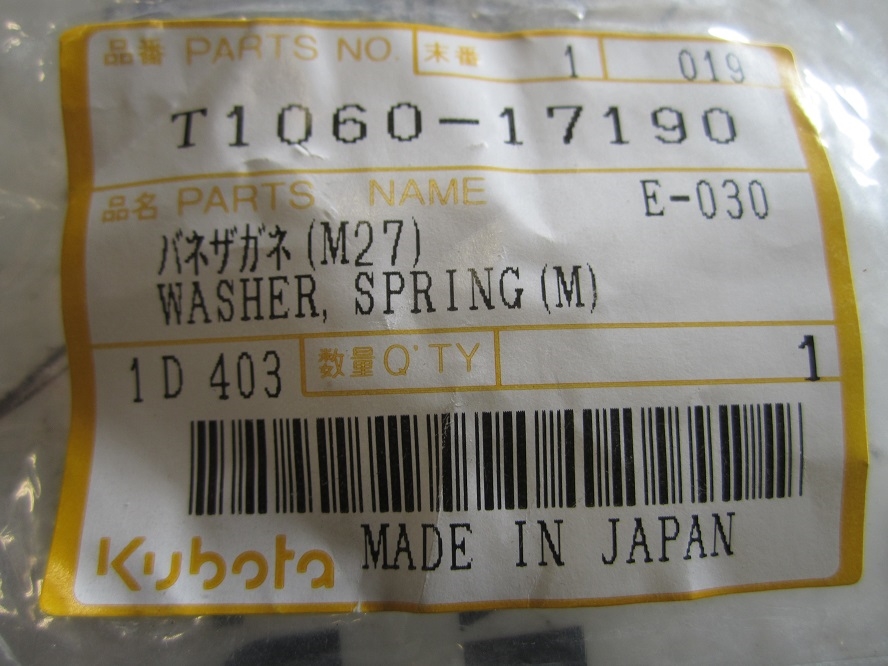 品番 PARTS NO. 末番 1 019
T1060-17190
品名 PARTS NAME E-030
バネザガネ(M27)
WASHER, SPRING(M)
1D 403 数量 Q'TY 1
Kubota MADE IN JAPAN